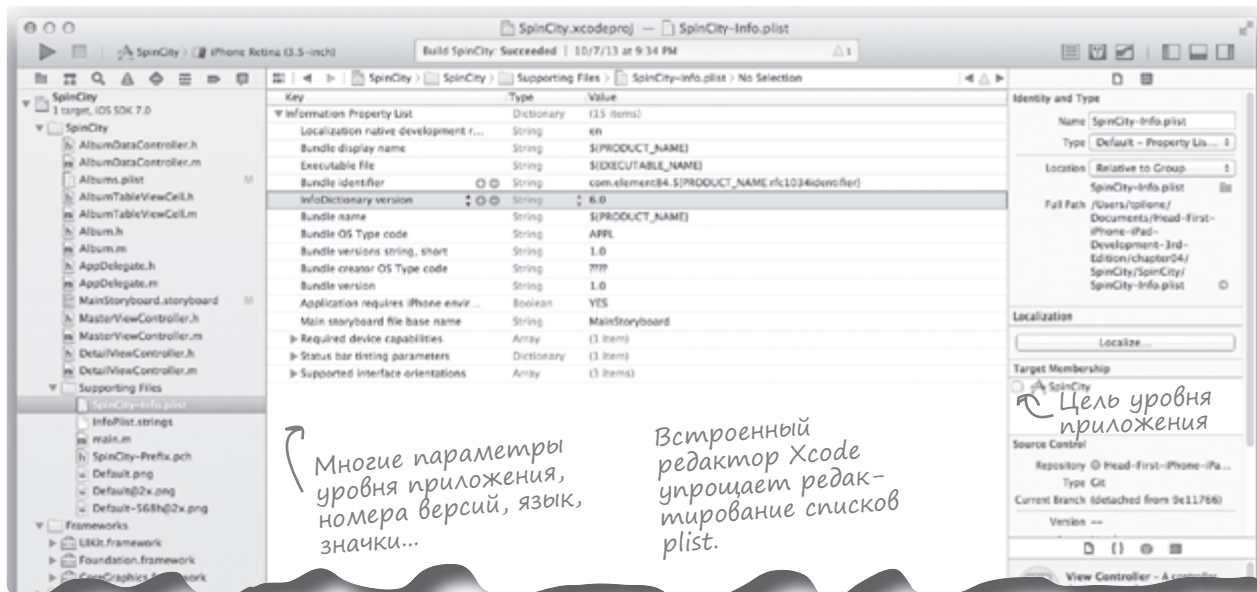 SpinCity.xcodeproj — SpinCity-Info.plist
SpinCity › iPhone Retina (3.5-inch)
Build SpinCity: Succeeded | 10/7/13 at 9:34 PM
1
SpinCity › SpinCity › Supporting Files › SpinCity-Info.plist › No Selection
SpinCity
1 target, iOS SDK 7.0
SpinCity
AlbumDataController.h
AlbumDataController.m
Albums.plist M
AlbumTableViewCell.h
AlbumTableViewCell.m
Album.h
Album.m
AppDelegate.h
AppDelegate.m
MainStoryboard.storyboard M
MasterViewController.h
MasterViewController.m
DetailViewController.h
DetailViewController.m
Supporting Files
SpinCity-Info.plist
InfoPlist.strings
main.m
SpinCity-Prefix.pch
Default.png
Default@2x.png
Default-568h@2x.png
Frameworks
UIKit.framework
Foundation.framework
Key Type Value
Information Property List Dictionary (15 items)
Localization native development r... String en
Bundle display name String ${PRODUCT_NAME}
Executable file String ${EXECUTABLE_NAME}
Bundle identifier String com.element84.${PRODUCT_NAME:rfc1034identifier}
InfoDictionary version String 6.0
Bundle name String ${PRODUCT_NAME}
Bundle OS Type code String APPL
Bundle versions string, short String 1.0
Bundle creator OS Type code String ????
Bundle version String 1.0
Application requires iPhone envir... Boolean YES
Main storyboard file base name String MainStoryboard
Required device capabilities Array (1 item)
Status bar tinting parameters Dictionary (1 item)
Supported interface orientations Array (3 items)
Многие параметры
уровня приложения,
номера версий, язык,
значки...
Встроенный
редактор Xcode
упрощает редак-
тирование списков
plist.
Identity and Type
Name SpinCity-Info.plist
Type Default - Property Lis...
Location Relative to Group
SpinCity-Info.plist
Full Path /Users/tpilone/
Documents/Head-First-
iPhone-iPad-
Development-3rd-
Edition/chapter04/
SpinCity/SpinCity/
SpinCity-Info.plist
Localization
Localize...
Target Membership
SpinCity
Цель уровня
приложения
Source Control
Repository Head-First-iPhone-iPa...
Type Git
Current Branch (detached from 9e11766)
Version --
View Controller - A controller